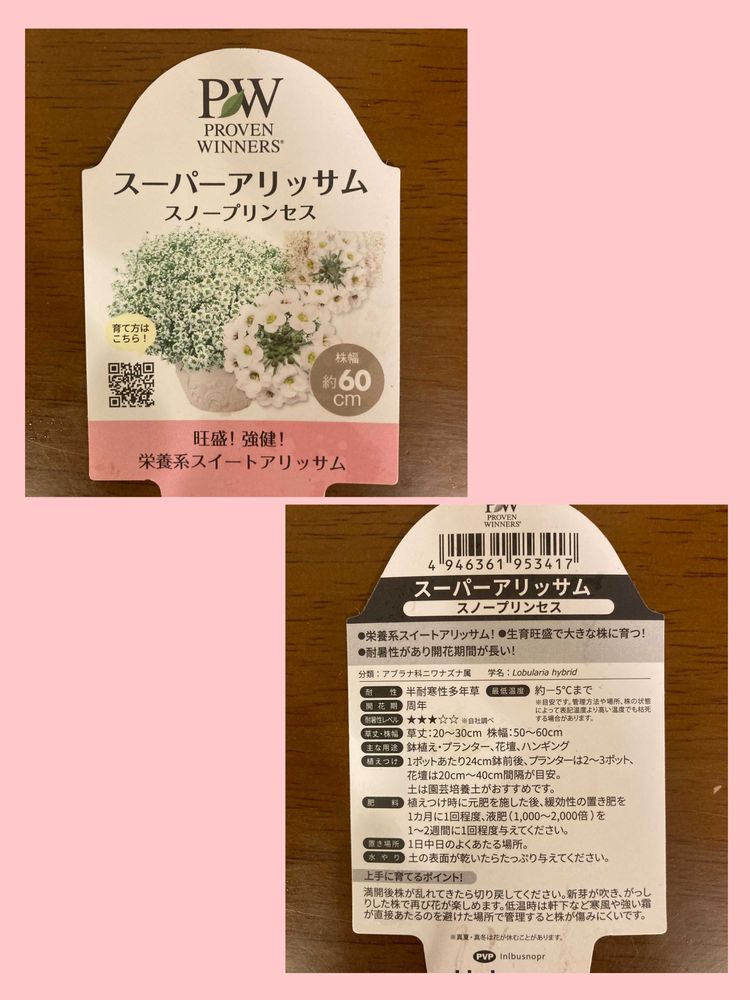 PW
PROVEN
WINNERS®
スーパーアリッサム
スノープリンセス
育て方は
こちら！
株幅
約60
cm
旺盛！強健！
栄養系スイートアリッサム
PW
PROVEN
WINNERS®
4 946361 953417
スーパーアリッサム
スノープリンセス
●栄養系スイートアリッサム！●生育旺盛で大きな株に育つ！
●耐暑性があり開花期間が長い！
分類：アブラナ科ニワナズナ属 学名：Lobularia hybrid
耐性 半耐寒性多年草 最低温度 約－5℃まで
開花期 周年
※目安です。管理方法や場所、株の状態
によって表記温度より高い温度でも枯死
する場合があります。
耐暑性レベル ★★★☆☆ ※自社調べ
草丈・株幅 草丈：20～30cm 株幅：50～60cm
主な用途 鉢植え・プランター、花壇、ハンギング
植えつけ 1ポットあたり24cm鉢前後、プランターは2～3ポット、
花壇は20cm～40cm間隔が目安。
土は園芸培養土がおすすめです。
肥料 植えつけ時に元肥を施した後、緩効性の置き肥を
1カ月に1回程度、液肥（1,000～2,000倍）を
1～2週間に1回程度与えてください。
置き場所 1日中日のよくあたる場所。
水やり 土の表面が乾いたらたっぷり与えてください。
上手に育てるポイント！
満開後株が乱れてきたら切り戻してください。新芽が吹き、がっし
りした株で再び花が楽しめます。低温時は軒下など寒風や強い霜
が直接あたるのを避けた場所で管理すると株が傷みにくいです。
※真夏・真冬は花が休むことがあります。
PVP Inlbusnopr